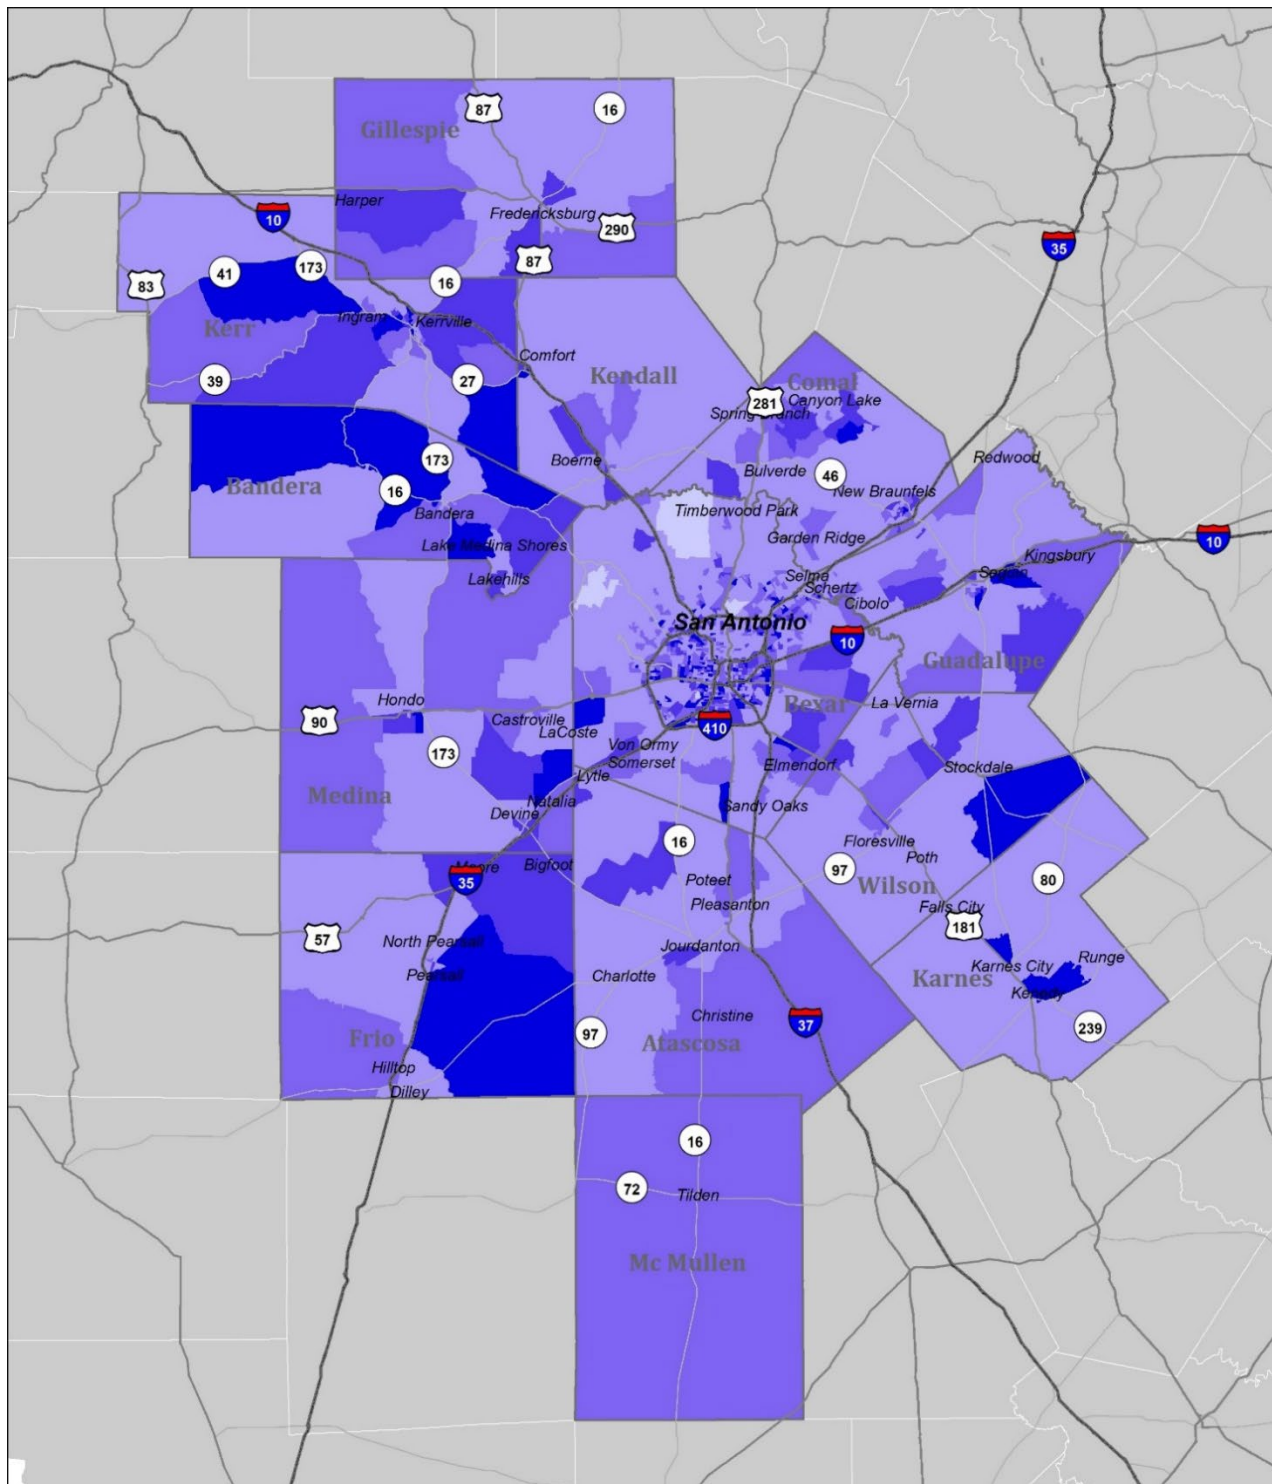 87
16
Gillespie
Harper
Fredericksburg
10
290
35
41
173
87
83
16
Ingram
Kerrville
Kerr
Comfort
39
27
Kendall
Comal
281
Canyon Lake
Spring Branch
Boerne
173
Bulverde
46
Redwood
Bandera
16
New Braunfels
Bandera
Timberwood Park
Lake Medina Shores
Garden Ridge
10
Kingsbury
Lakehills
Selma
Seguin
Schertz
Cibolo
San Antonio
10
Guadalupe
Hondo
Bexar
La Vernia
90
Castroville
LaCoste
410
173
Von Ormy
Somerset
Elmendorf
Stockdale
Lytle
Medina
Natalia
Sandy Oaks
Devine
16
Floresville
Poth
Moore
Bigfoot
35
97
80
Poteet
Wilson
Pleasanton
Falls City
57
North Pearsall
181
Jourdanton
Pearsall
Charlotte
Karnes City
Runge
Karnes
Kenedy
Christine
37
97
239
Frio
Atascosa
Hilltop
Dilley
16
72
Tilden
Mc Mullen